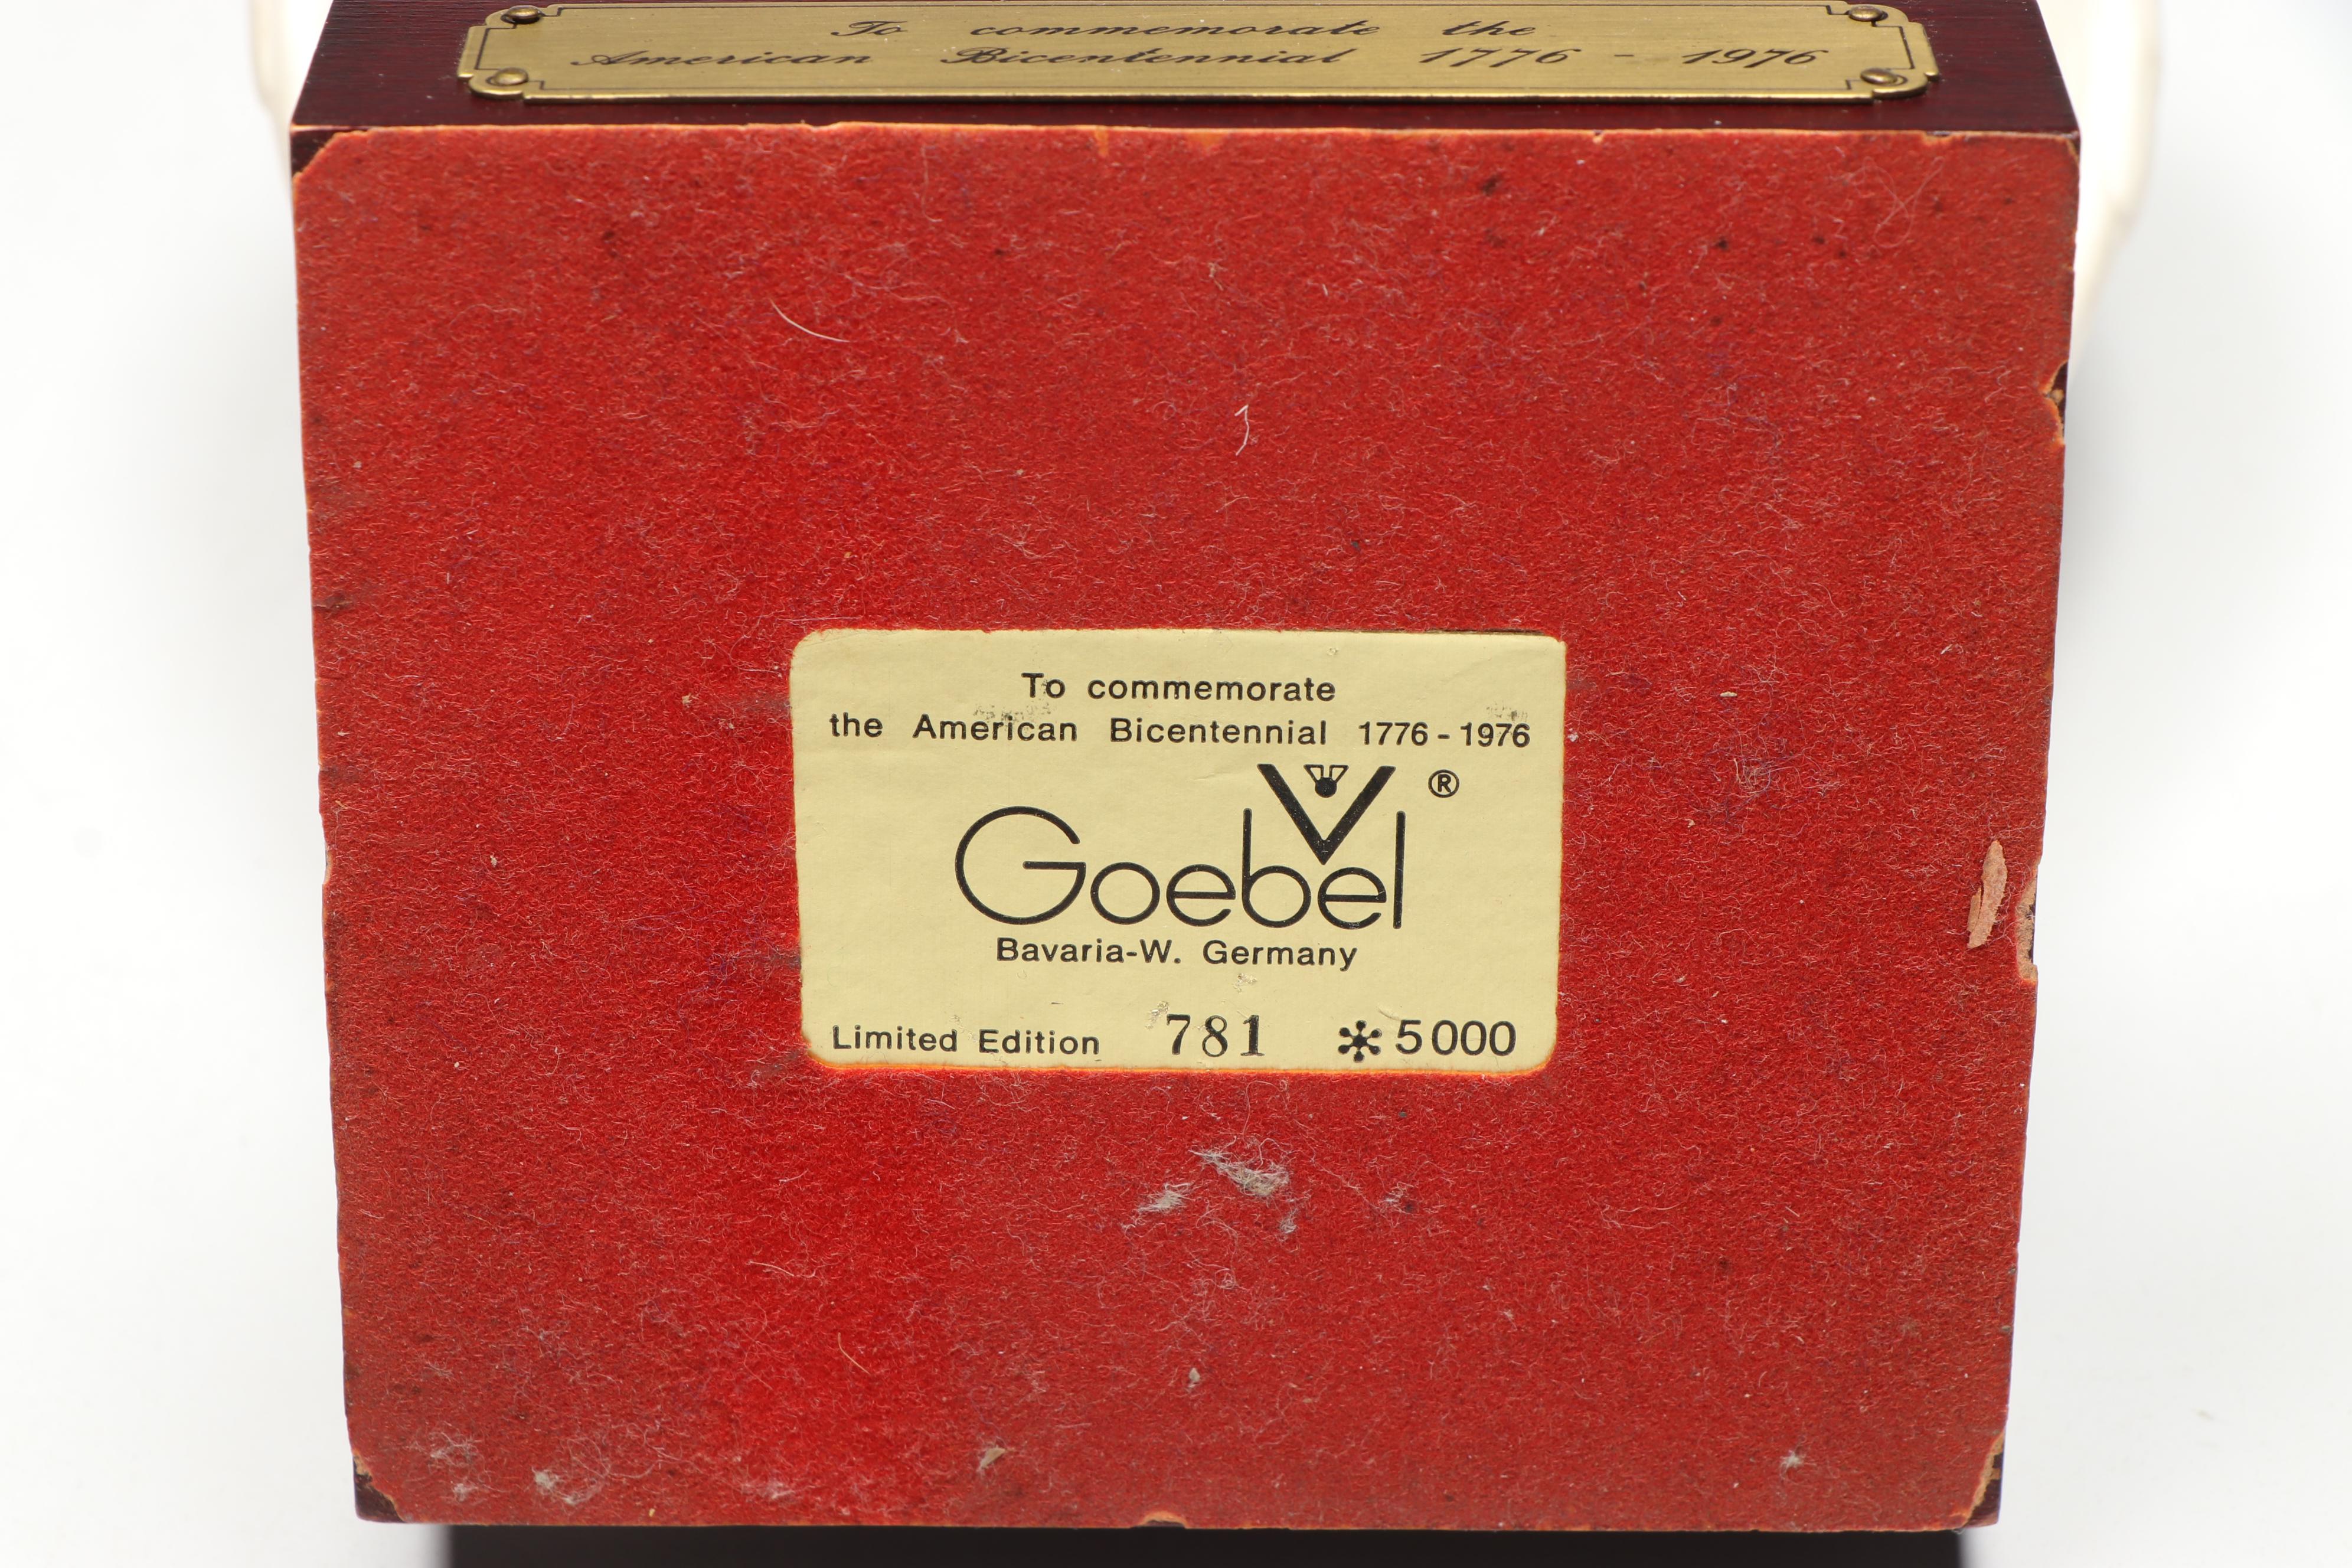 To commemorate the
American Bicentennial 1776 - 1976
To commemorate
the American Bicentennial 1776-1976
Goebel ®
Bavaria-W. Germany
Limited Edition 781 * 5000